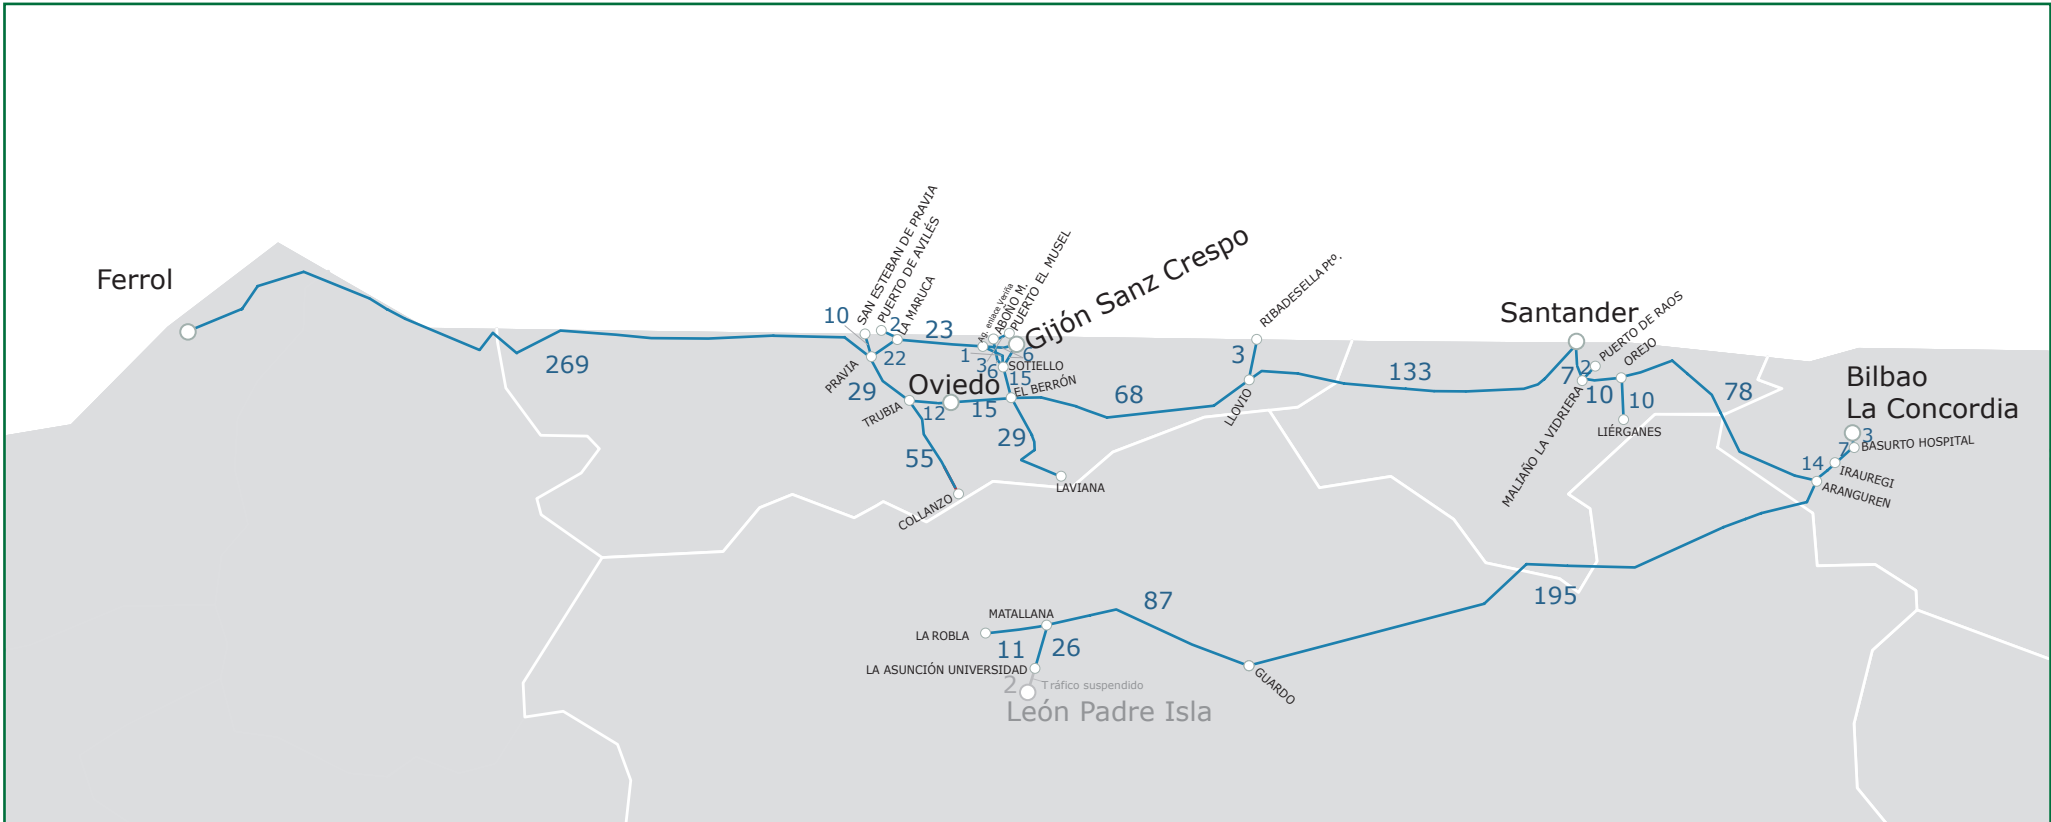 SAN ESTEBAN DE PRAVIA
PUERTO DE AVILÉS
LA MARUCA
Ag. enlace Veriña
ABOÑO M.
PUERTO EL MUSEL
Gijón Sanz Crespo
RIBADESELLA Pto.
Ferrol
Santander
PUERTO DE RAOS
OREJO
10
2
23
1
3
6
6
SOTIELLO
15
EL BERRÓN
269
PRAVIA
22
29
Oviedo
TRUBIA
12
15
68
3
LLOVIO
133
7
2
10
10
MALIAÑO LA VIDRIERA
LIÉRGANES
78
Bilbao
La Concordia
3
BASURTO HOSPITAL
7
14
IRAUREGI
ARANGUREN
55
29
COLLANZO
LAVIANA
87
195
MATALLANA
LA ROBLA
11
26
LA ASUNCIÓN UNIVERSIDAD
2
Tráfico suspendido
León Padre Isla
GUARDO